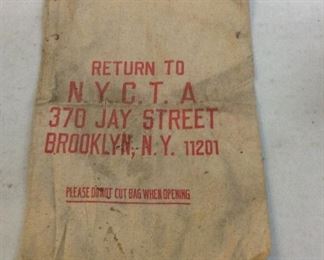 RETURN TO
N.Y.C.T.A.
370 JAY STREET
BROOKLYN, N.Y. 11201
PLEASE DO NOT CUT BAG WHEN OPENING